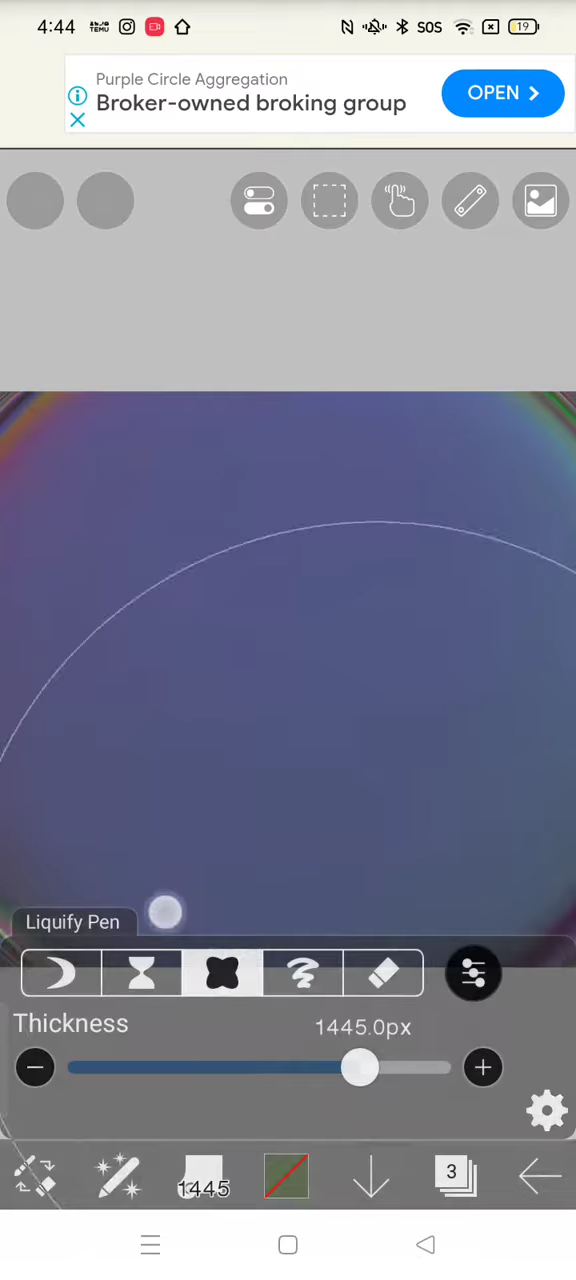 4:44
TEMU
SOS
19
Purple Circle Aggregation
Broker-owned broking group
OPEN
Liquify Pen
Thickness
1445.0px
1445
3